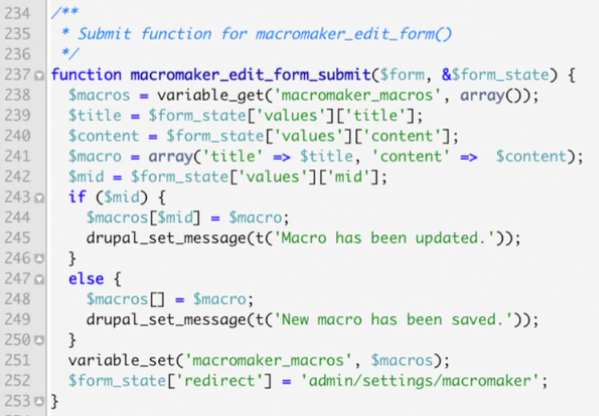 234 /**
235  * Submit function for macromaker_edit_form()
236  */
237 function macromaker_edit_form_submit($form, &$form_state) {
238   $macros = variable_get('macromaker_macros', array());
239   $title = $form_state['values']['title'];
240   $content = $form_state['values']['content'];
241   $macro = array('title' => $title, 'content' =>  $content);
242   $mid = $form_state['values']['mid'];
243   if ($mid) {
244     $macros[$mid] = $macro;
245     drupal_set_message(t('Macro has been updated.'));
246   }
247   else {
248     $macros[] = $macro;
249     drupal_set_message(t('New macro has been saved.'));
250   }
251   variable_set('macromaker_macros', $macros);
252   $form_state['redirect'] = 'admin/settings/macromaker';
253 }